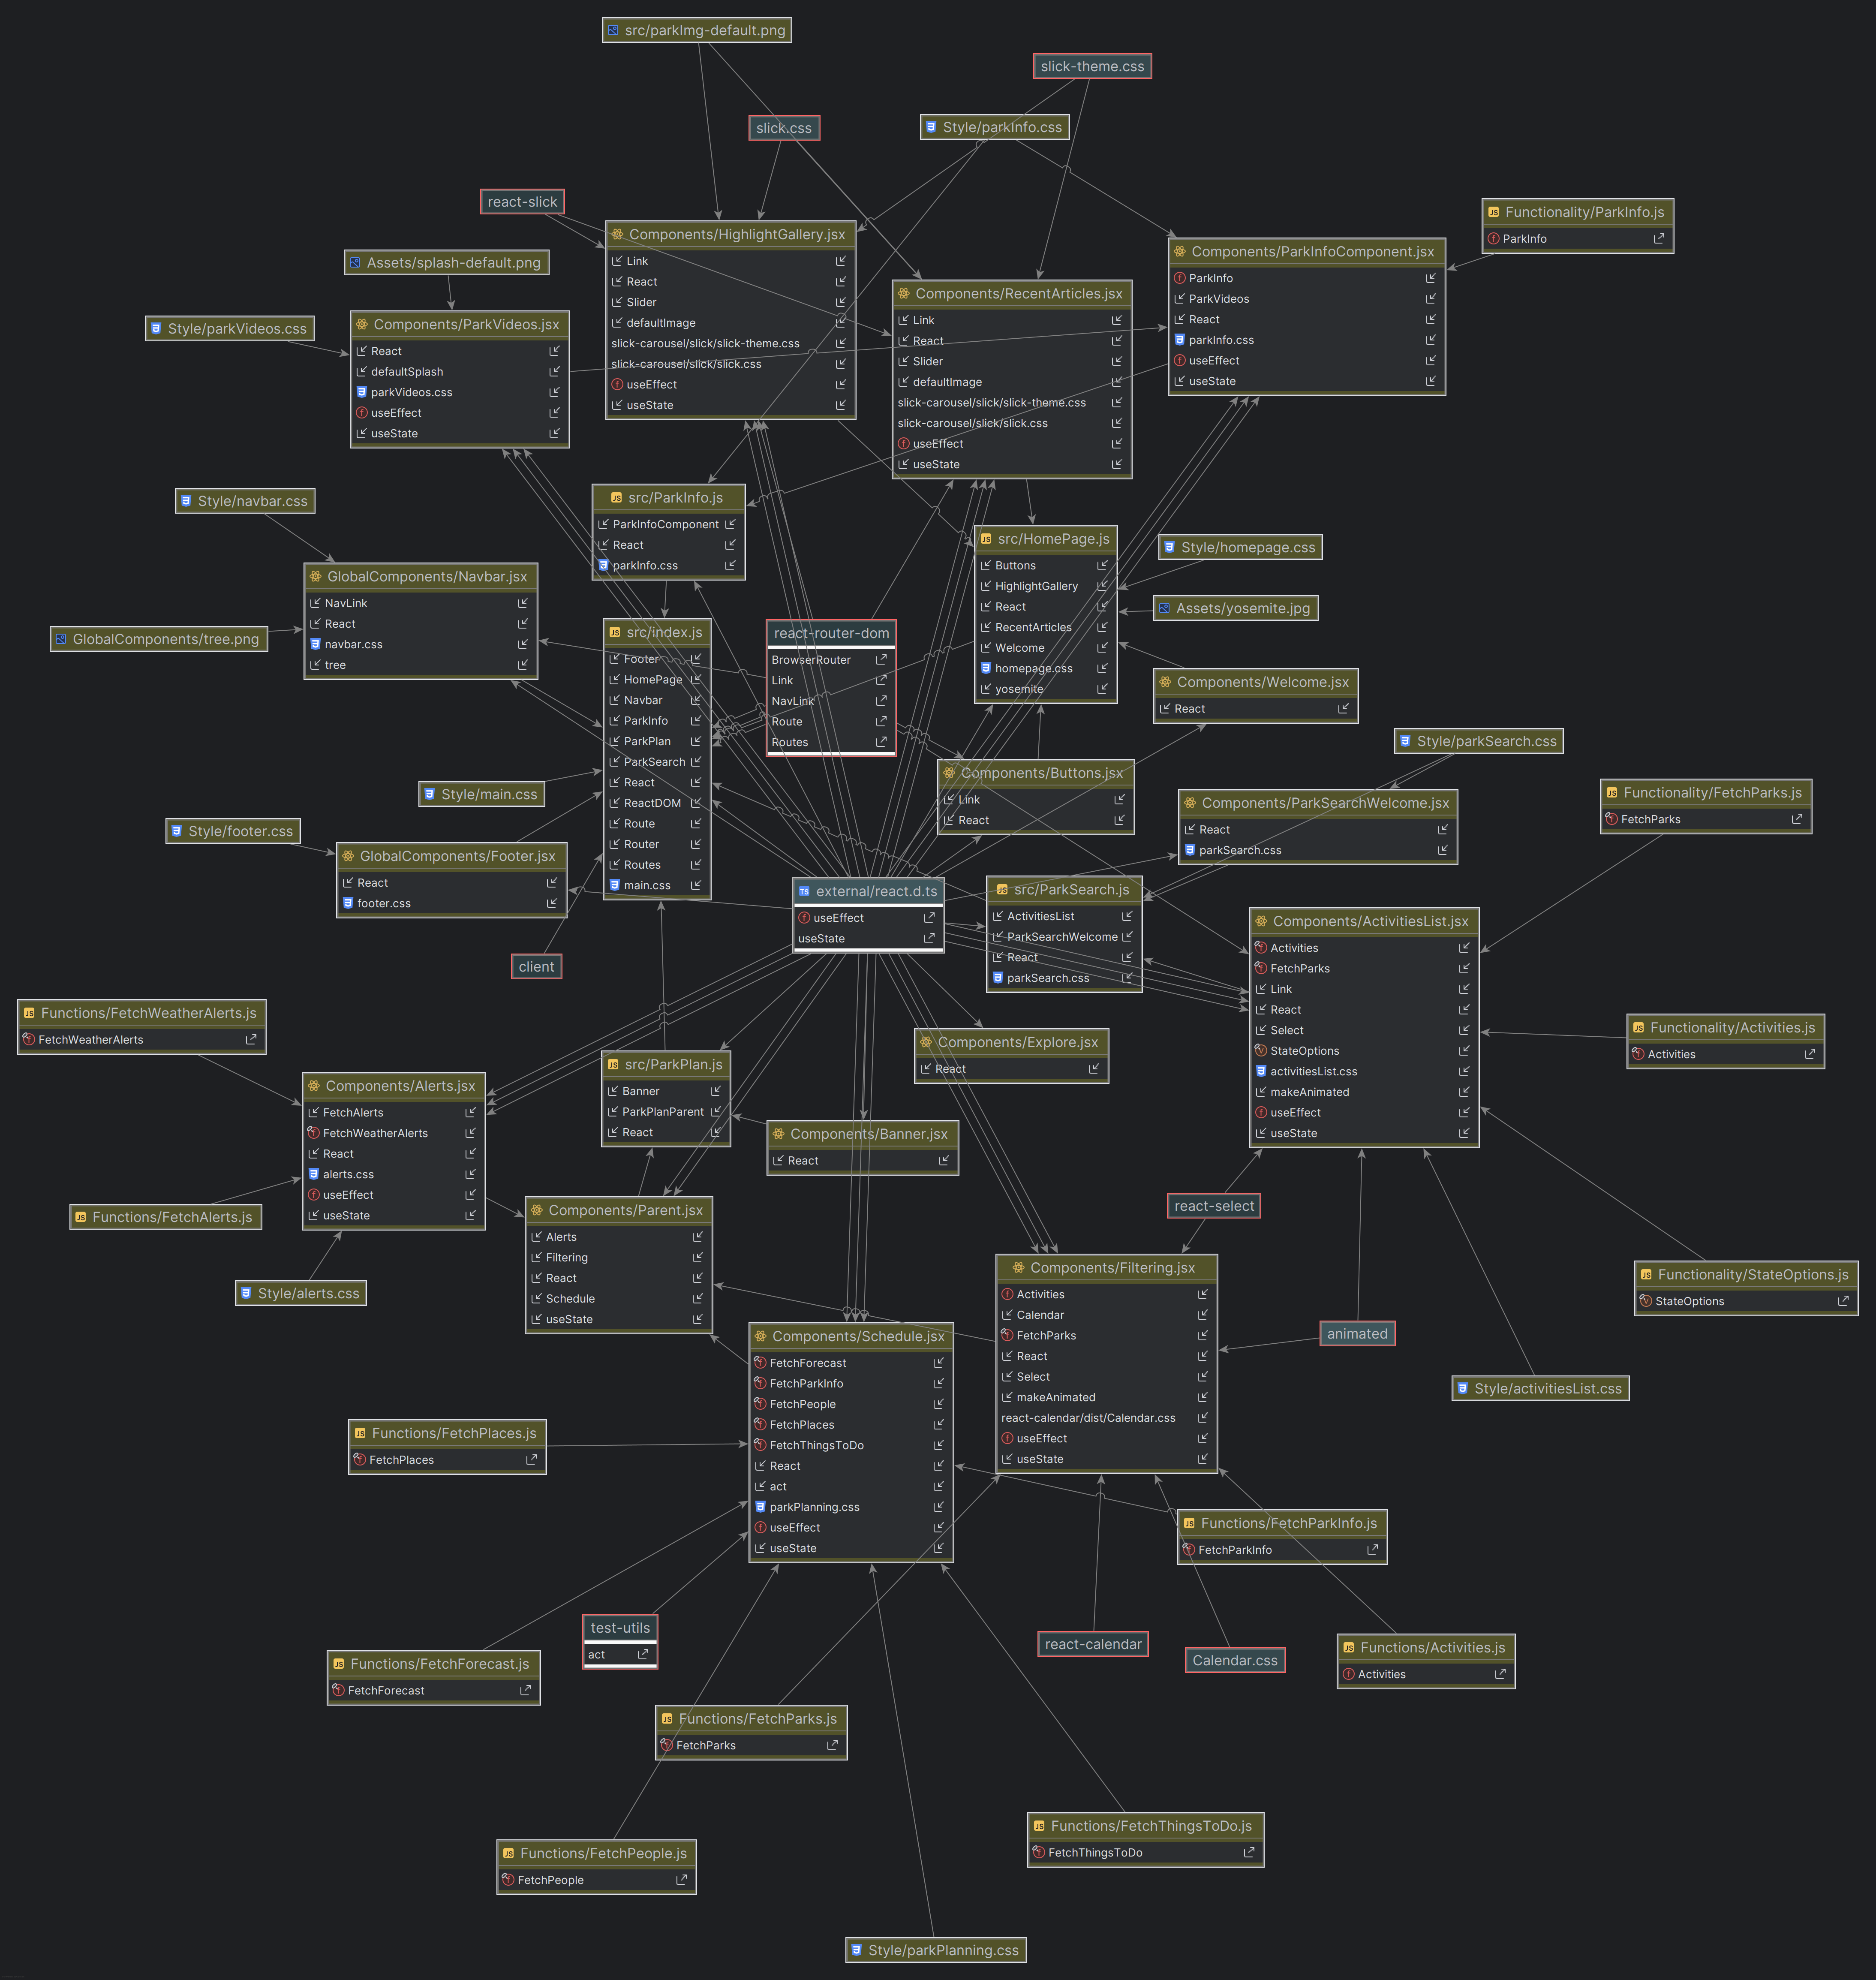 src/parkImg-default.png
slick-theme.css
slick.css
Style/parkInfo.css
react-slick
Functionality/ParkInfo.js
ParkInfo
Components/HighlightGallery.jsx
Link
React
Slider
defaultImage
slick-carousel/slick/slick-theme.css
slick-carousel/slick/slick.css
useEffect
useState
Components/ParkInfoComponent.jsx
ParkInfo
ParkVideos
React
parkInfo.css
useEffect
useState
Assets/splash-default.png
Components/RecentArticles.jsx
Link
React
Slider
defaultImage
slick-carousel/slick/slick-theme.css
slick-carousel/slick/slick.css
useEffect
useState
Style/parkVideos.css
Components/ParkVideos.jsx
React
defaultSplash
parkVideos.css
useEffect
useState
Style/navbar.css
src/ParkInfo.js
ParkInfoComponent
React
parkInfo.css
src/HomePage.js
Buttons
HighlightGallery
React
RecentArticles
Welcome
homepage.css
yosemite
Style/homepage.css
GlobalComponents/Navbar.jsx
NavLink
React
navbar.css
tree
Assets/yosemite.jpg
GlobalComponents/tree.png
src/index.js
Footer
HomePage
Navbar
ParkInfo
ParkPlan
ParkSearch
React
ReactDOM
Route
Router
Routes
main.css
react-router-dom
BrowserRouter
Link
NavLink
Route
Routes
Components/Welcome.jsx
React
Style/parkSearch.css
Components/Buttons.jsx
Link
React
Style/main.css
Components/ParkSearchWelcome.jsx
React
parkSearch.css
Functionality/FetchParks.js
FetchParks
Style/footer.css
GlobalComponents/Footer.jsx
React
footer.css
external/react.d.ts
useEffect
useState
src/ParkSearch.js
ActivitiesList
ParkSearchWelcome
React
parkSearch.css
Components/ActivitiesList.jsx
Activities
FetchParks
Link
React
Select
StateOptions
activitiesList.css
makeAnimated
useEffect
useState
client
Functions/FetchWeatherAlerts.js
FetchWeatherAlerts
Functionality/Activities.js
Activities
Components/Explore.jsx
React
src/ParkPlan.js
Banner
ParkPlanParent
React
Components/Alerts.jsx
FetchAlerts
FetchWeatherAlerts
React
alerts.css
useEffect
useState
Components/Banner.jsx
React
Functions/FetchAlerts.js
Components/Parent.jsx
Alerts
Filtering
React
Schedule
useState
react-select
Style/alerts.css
Components/Filtering.jsx
Activities
Calendar
FetchParks
React
Select
makeAnimated
react-calendar/dist/Calendar.css
useEffect
useState
Functionality/StateOptions.js
StateOptions
animated
Components/Schedule.jsx
FetchForecast
FetchParkInfo
FetchPeople
FetchPlaces
FetchThingsToDo
React
act
parkPlanning.css
useEffect
useState
Style/activitiesList.css
Functions/FetchPlaces.js
FetchPlaces
Functions/FetchParkInfo.js
FetchParkInfo
test-utils
act
react-calendar
Calendar.css
Functions/Activities.js
Activities
Functions/FetchForecast.js
FetchForecast
Functions/FetchParks.js
FetchParks
Functions/FetchThingsToDo.js
FetchThingsToDo
Functions/FetchPeople.js
FetchPeople
Style/parkPlanning.css